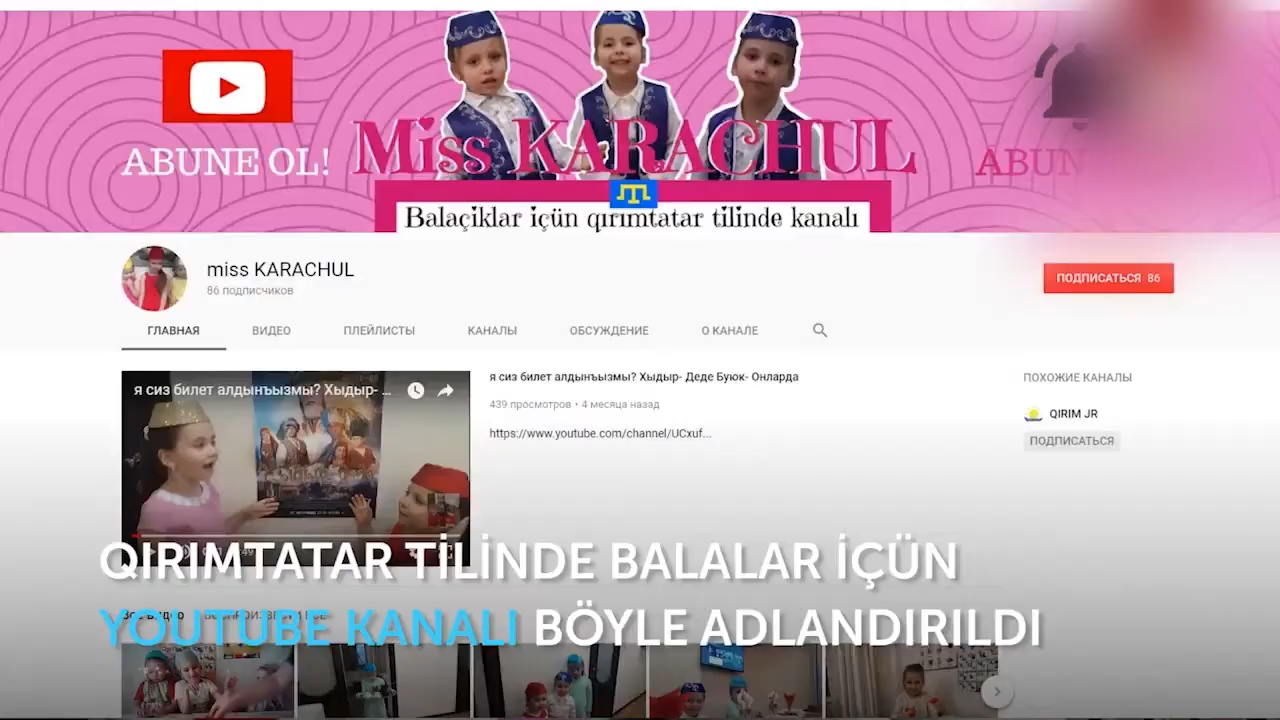 ABUNE OL!
Miss KARACHUL
ABUN
Balaçiklar içün qırımtatar tilinde kanalı
miss KARACHUL
86 подписчиков
ПОДПИСАТЬСЯ 86
ГЛАВНАЯ ВИДЕО ПЛЕЙЛИСТЫ КАНАЛЫ ОБСУЖДЕНИЕ О КАНАЛЕ
я сиз билет алдынъызмы? Хыдыр- ...
я сиз билет алдынъызмы? Хыдыр- Деде Буюк- Онларда
439 просмотров • 4 месяца назад
https://www.youtube.com/channel/UCxuf...
ПОХОЖИЕ КАНАЛЫ
QIRIM JR
ПОДПИСАТЬСЯ
QIRIMTATAR TİLİNDE BALALAR İÇÜN
YOUTUBE KANALI BÖYLE ADLANDIRILDI